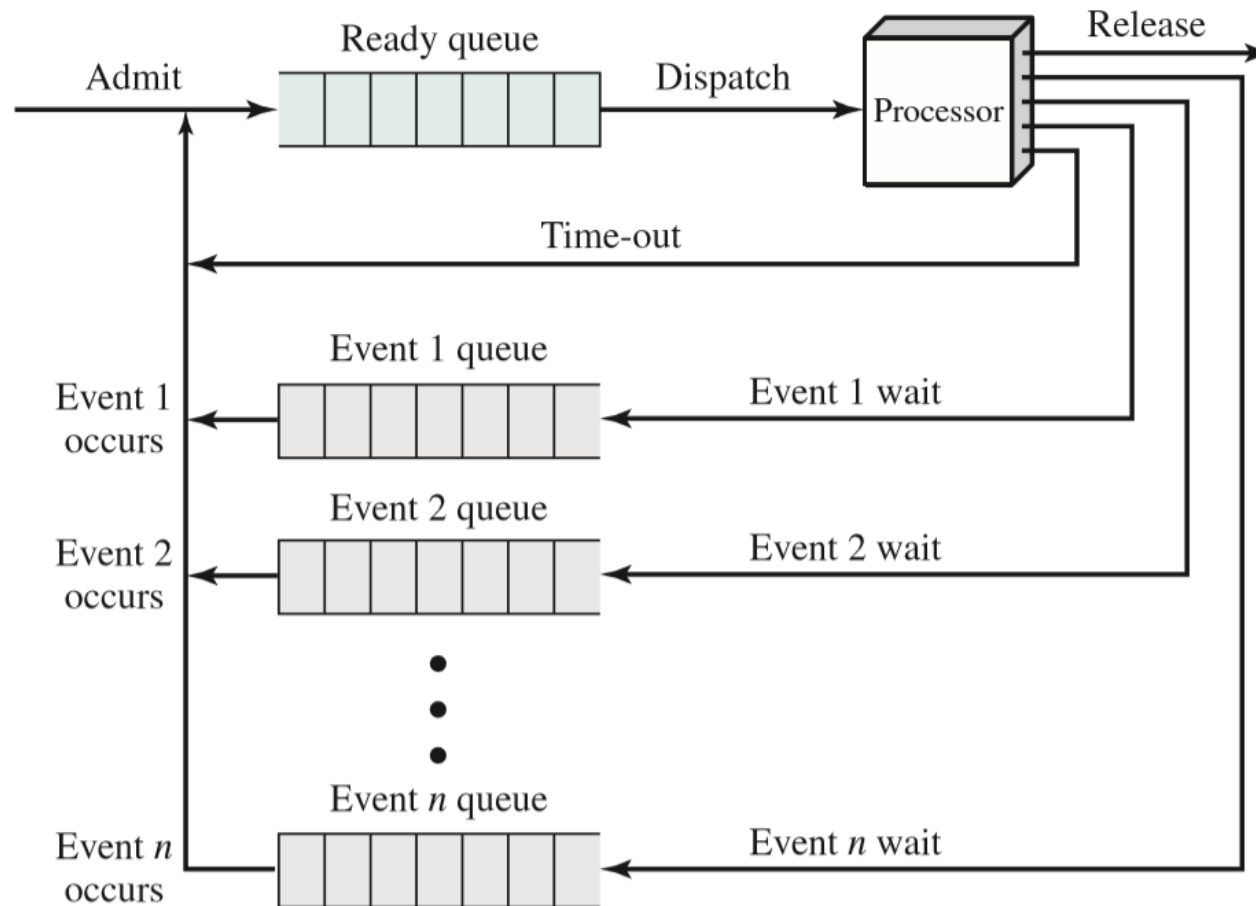 Ready queue
Release
Admit
Dispatch
Processor
Time-out
Event 1 queue
Event 1
occurs
Event 1 wait
Event 2 queue
Event 2
occurs
Event 2 wait
Event n queue
Event n
occurs
Event n wait